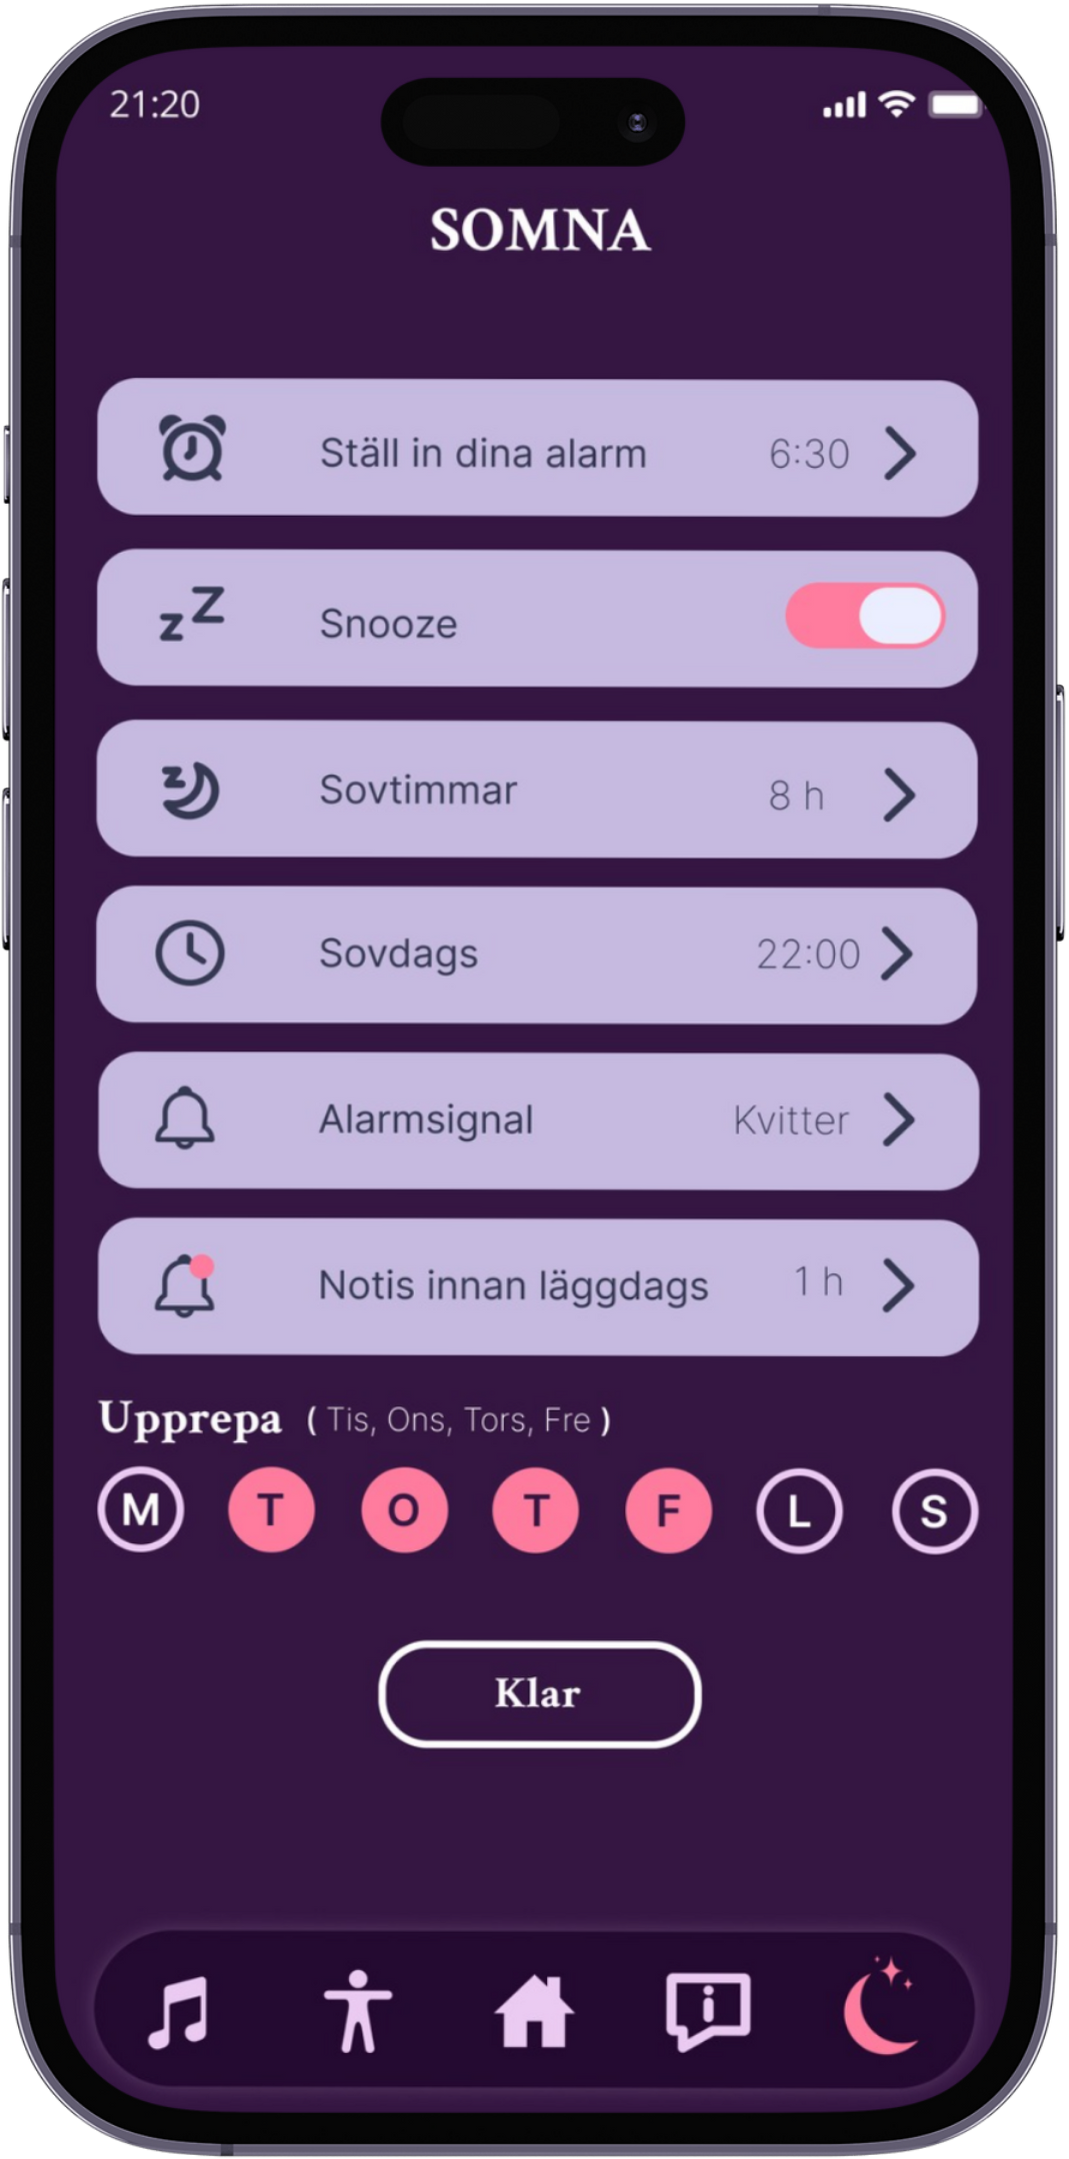 21:20
SOMNA
Ställ in dina alarm 6:30
zZ Snooze
z Sovtimmar 8 h
Sovdags 22:00
Alarmsignal Kvitter
Notis innan läggdags 1 h
Upprepa ( Tis, Ons, Tors, Fre )
M T O T F L S
Klar
i